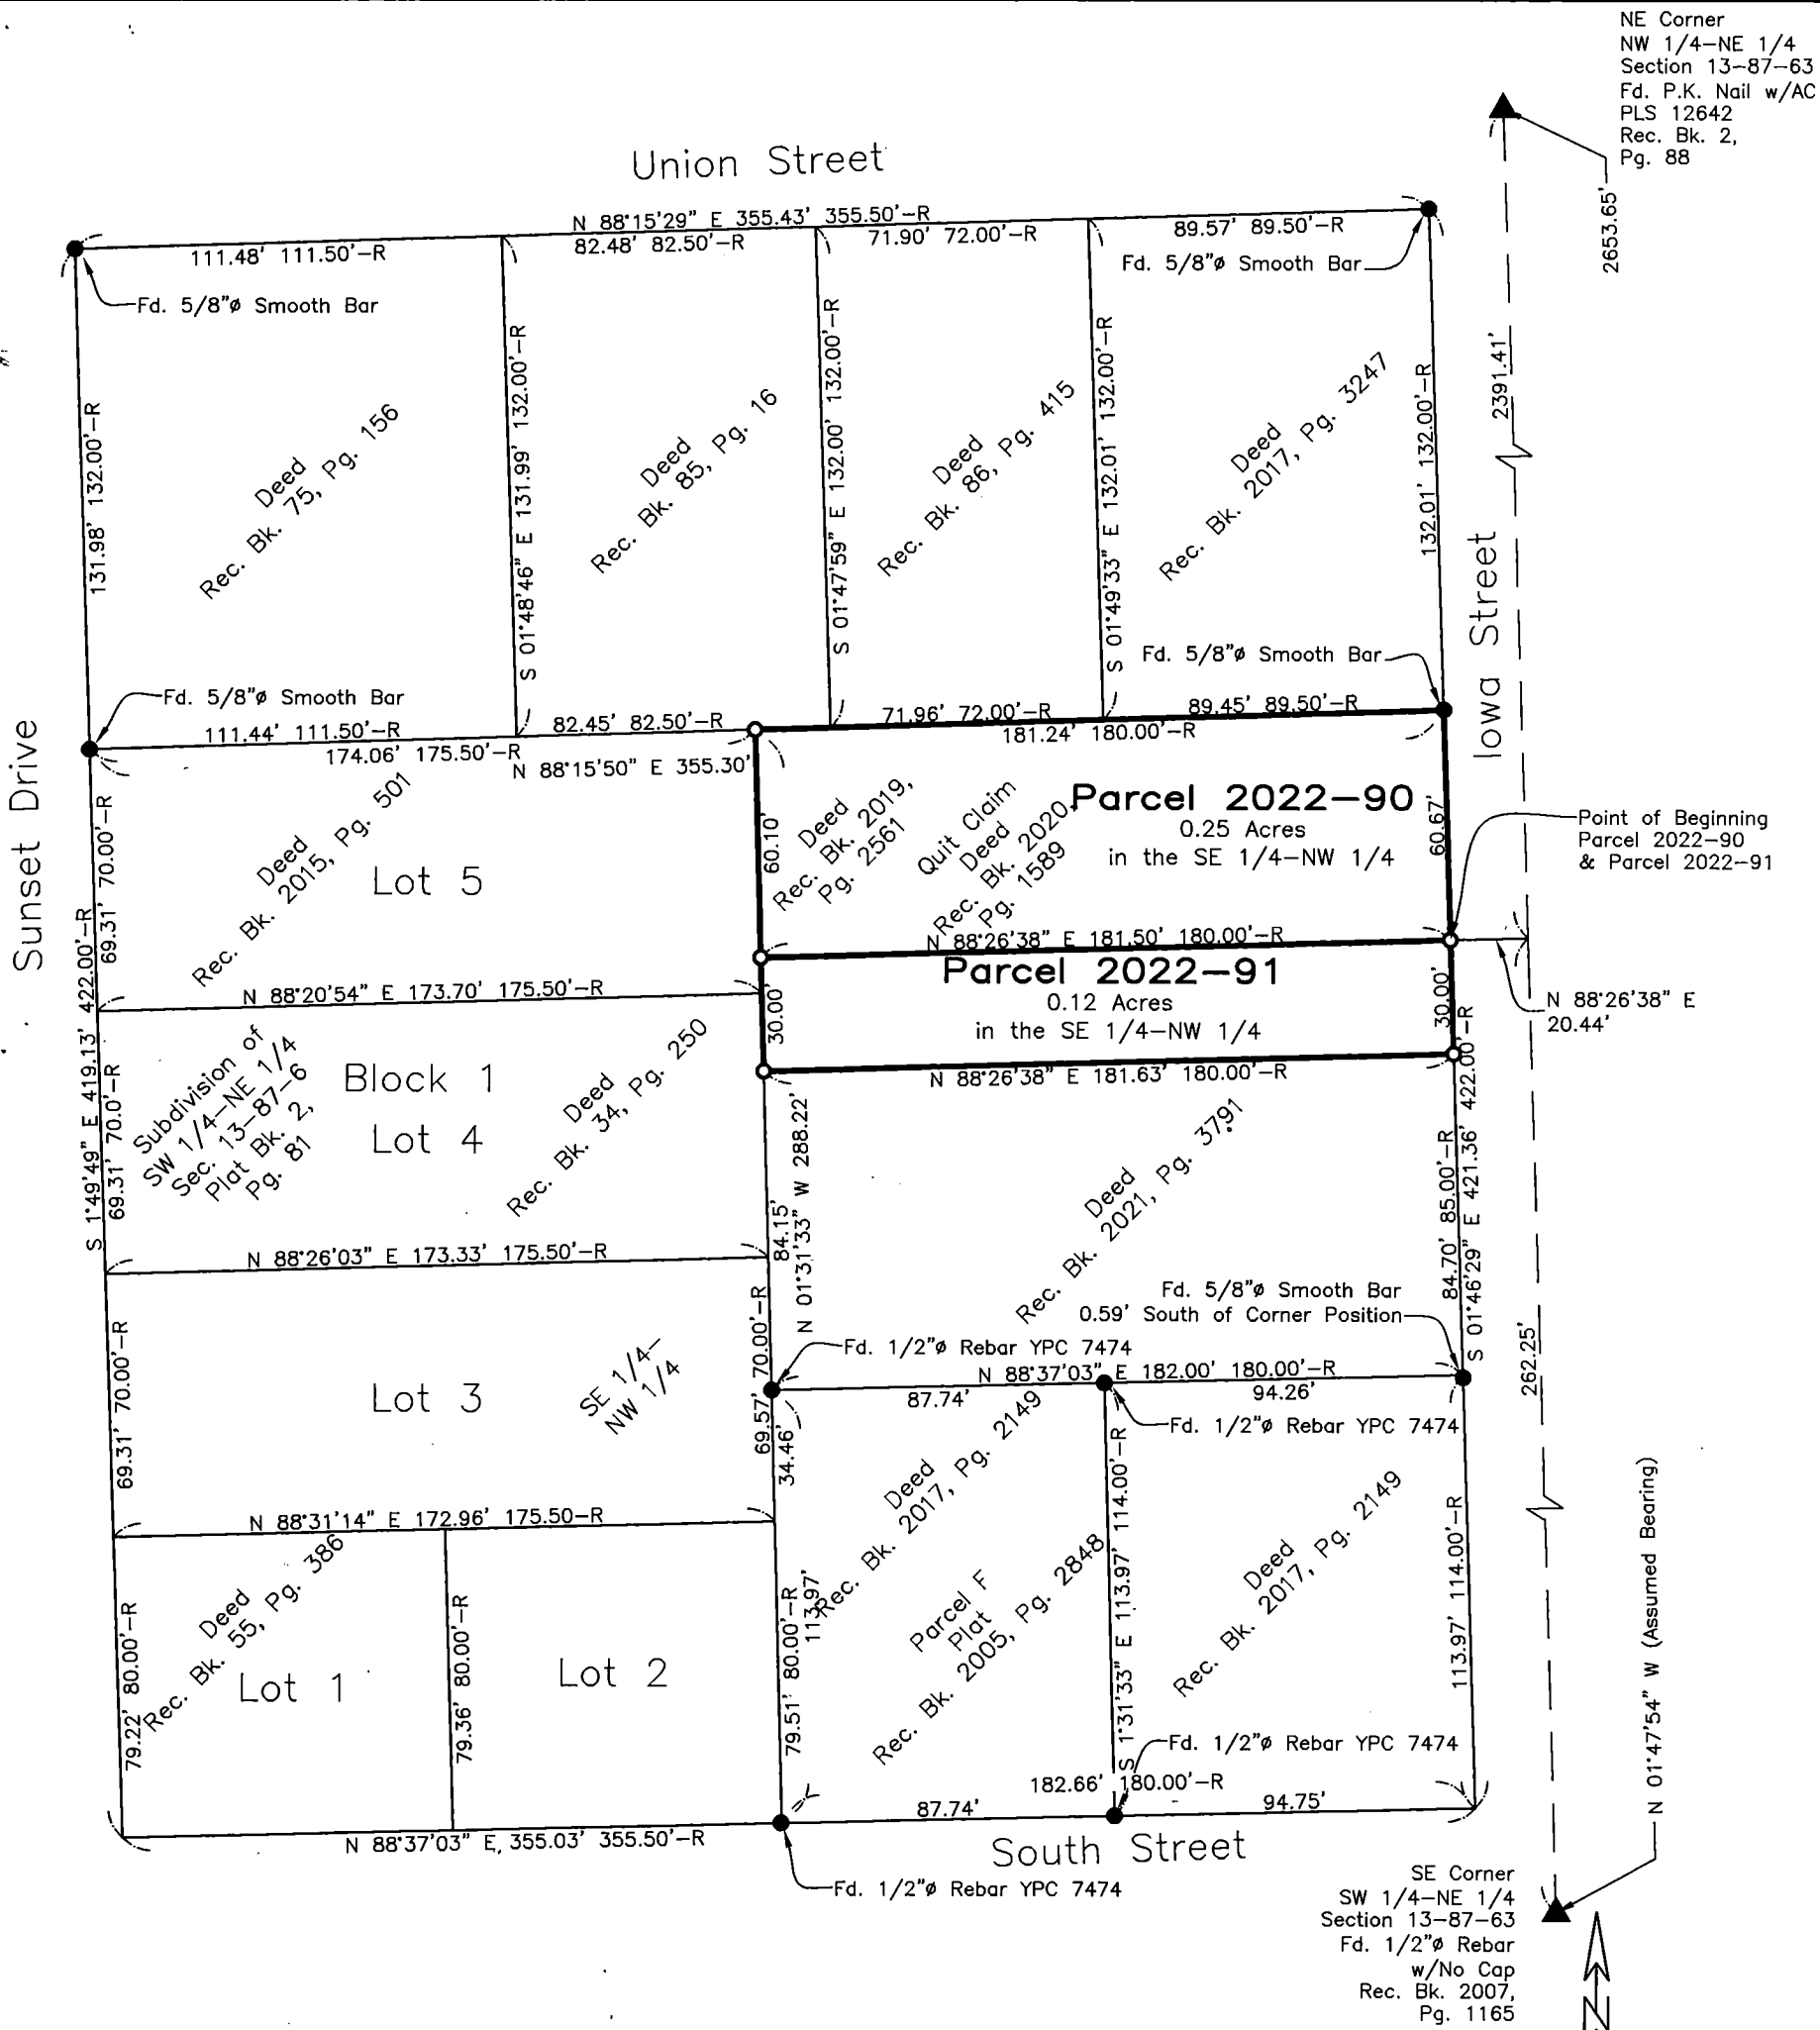 NE Corner
NW 1/4-NE 1/4
Section 13-87-63
Fd. P.K. Nail w/AC
PLS 12642
Rec. Bk. 2,
Pg. 88
2653.65'
Union Street
N 88°15'29" E 355.43' 355.50'-R
111.48' 111.50'-R
82.48' 82.50'-R
71.90' 72.00'-R
89.57' 89.50'-R
Fd. 5/8"ø Smooth Bar
Fd. 5/8"ø Smooth Bar
131.98' 132.00'-R
Deed
Rec. Bk. 75, Pg. 156
S 01°48'46" E 131.99' 132.00'-R
Deed
Rec. Bk. 85, Pg. 16
S 01°47'59" E 132.00' 132.00'-R
Deed
Rec. Bk. 86, Pg. 415
S 01°49'33" E 132.01' 132.00'-R
Deed
Rec. Bk. 2017, Pg. 3247
132.01' 132.00'-R
2391.41'
Iowa Street
Fd. 5/8"ø Smooth Bar
Fd. 5/8"ø Smooth Bar
111.44' 111.50'-R
82.45' 82.50'-R
71.96' 72.00'-R
89.45' 89.50'-R
174.06' 175.50'-R
181.24' 180.00'-R
N 88°15'50" E 355.30'
Sunset Drive
69.31' 70.00'-R
Deed
Rec. Bk. 2015, Pg. 501
Lot 5
60.10'
Deed
Rec. Bk. 2019,
Pg. 2561
Quit Claim
Deed
Rec. Bk. 2020,
Pg. 1589
Parcel 2022-90
0.25 Acres
in the SE 1/4-NW 1/4
60.67'
Point of Beginning
Parcel 2022-90
& Parcel 2022-91
N 88°26'38" E 181.50' 180.00'-R
Parcel 2022-91
0.12 Acres
in the SE 1/4-NW 1/4
30.00'
30.00'
N 88°26'38" E
20.44'
N 88°26'38" E 181.63' 180.00'-R
N 88°20'54" E 173.70' 175.50'-R
S 1°49'49" E 419.13' 422.00'-R
69.31' 70.0'-R
Subdivision of
SW 1/4-NE 1/4
Sec. 13-87-6
Plat Bk. 2,
Pg. 81
Block 1
Lot 4
Deed
Rec. Bk. 34, Pg. 250
N 01°31'33" W 288.22'
84.15'
Deed
Rec. Bk. 2021, Pg. 3791
84.70' 85.00'-R
S 01°46'29" E 421.36' 422.00'-R
N 88°26'03" E 173.33' 175.50'-R
69.31' 70.00'-R
Lot 3
SE 1/4-
NW 1/4
69.57' 70.00'-R
Fd. 5/8"ø Smooth Bar
0.59' South of Corner Position
Fd. 1/2"ø Rebar YPC 7474
N 88°37'03" E 182.00' 180.00'-R
87.74'
94.26'
Fd. 1/2"ø Rebar YPC 7474
262.25'
34.46'
N 88°31'14" E 172.96' 175.50-R
79.22' 80.00'-R
Deed
Rec. Bk. 55, Pg. 386
Lot 1
79.36' 80.00'-R
Lot 2
79.51' 80.00'-R
113.97'
Deed
Rec. Bk. 2017, Pg. 2149
Parcel F
Plat
Rec. Bk. 2005, Pg. 2848
S 1°31'33" E 113.97' 114.00'-R
Deed
Rec. Bk. 2017, Pg. 2149
113.97' 114.00'-R
N 01°47'54" W (Assumed Bearing)
Fd. 1/2"ø Rebar YPC 7474
182.66' 180.00'-R
87.74'
94.75'
N 88°37'03" E, 355.03' 355.50'-R
South Street
Fd. 1/2"ø Rebar YPC 7474
SE Corner
SW 1/4-NE 1/4
Section 13-87-63
Fd. 1/2"ø Rebar
w/No Cap
Rec. Bk. 2007,
Pg. 1165
N